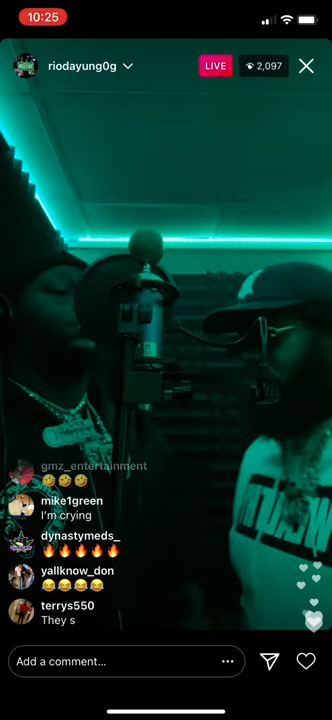 10:25
riodayung0g
LIVE
2,097
gmz_entertainment
🤣🤣🤣
mike1green
I'm crying
dynastymeds_
🔥🔥🔥🔥🔥
yallknow_don
😂😂😂😂
terrys550
They s
Add a comment...